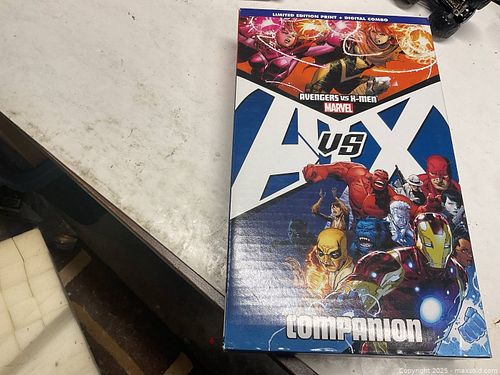 LIMITED EDITION PRINT + DIGITAL COMBO
AVENGERS VS X-MEN
MARVEL
A VS X
COMPANION
Copyright 2025 - maxsold.com